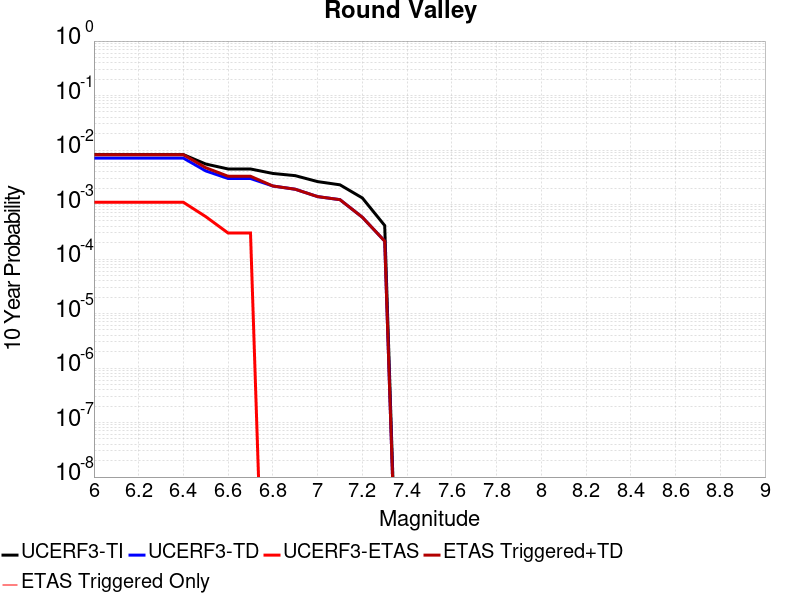 Round Valley
10 0
10 -1
10 -2
10 -3
10 -4
10 -5
10 -6
10 -7
10 -8
10 Year Probability
6 6.2 6.4 6.6 6.8 7 7.2 7.4 7.6 7.8 8 8.2 8.4 8.6 8.8 9
Magnitude
UCERF3-TI UCERF3-TD UCERF3-ETAS ETAS Triggered+TD
ETAS Triggered Only